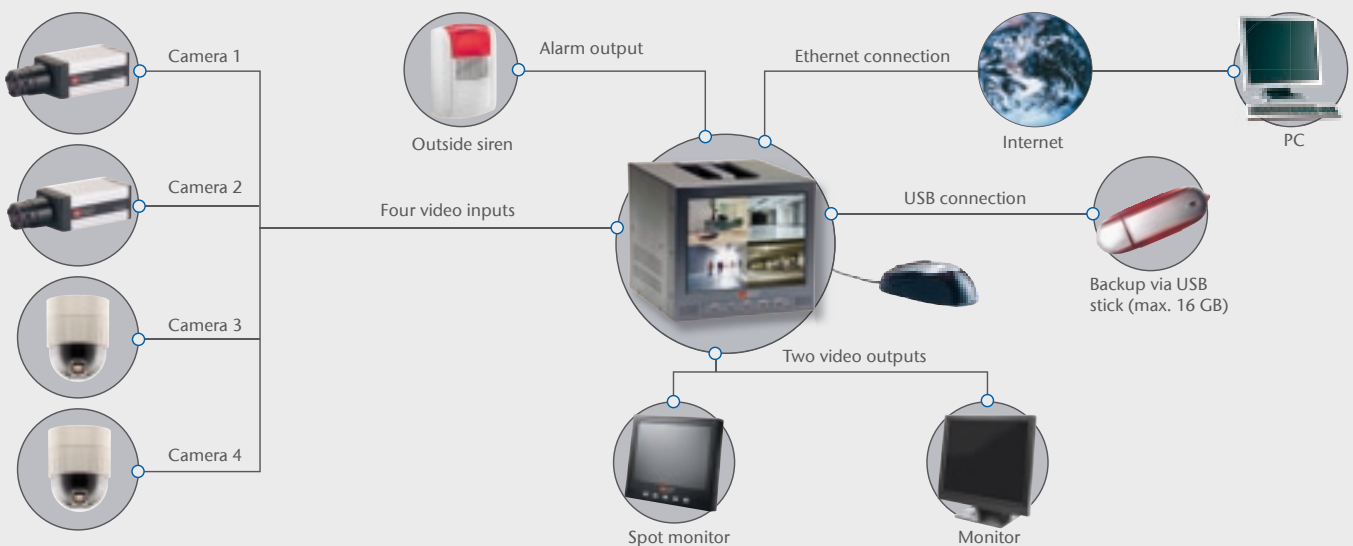 Camera 1
Camera 2
Camera 3
Camera 4
Four video inputs
Alarm output
Outside siren
Ethernet connection
Internet
PC
USB connection
Backup via USB
stick (max. 16 GB)
Two video outputs
Spot monitor
Monitor